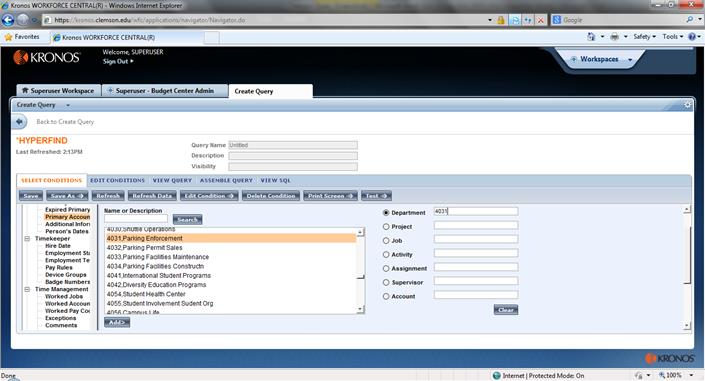 Kronos WORKFORCE CENTRAL(R) - Windows Internet Explorer
https://kronos.clemson.edu/wfc/applications/navigator/Navigator.do
Google
Favorites
Kronos WORKFORCE CENTRAL(R)
Safety Tools
KRONOS
Welcome, SUPERUSER
Sign Out
Workspaces
Superuser Workspace
Superuser - Budget Center Admin
Create Query
Create Query
Back to Create Query
*HYPERFIND
Last Refreshed: 2:13PM
Query Name Untitled
Description
Visibility
SELECT CONDITIONS EDIT CONDITIONS VIEW QUERY ASSEMBLE QUERY VIEW SQL
Save Save As Refresh Refresh Data Edit Condition Delete Condition Print Screen Test
Expired Primary
Primary Accoun
Additional Inforr
Person's Dates
Timekeeper
Hire Date
Employment Sta
Employment Te
Pay Rules
Device Groups
Badge Numbers
Time Management
Worked Jobs
Worked Accoun
Worked Pay Coo
Exceptions
Comments
Name or Description
Search
4030,Shuttle Operations
4031,Parking Enforcement
4032,Parking Permit Sales
4033,Parking Facilities Maintenance
4034,Parking Facilities Constructn
4041,International Student Programs
4042,Diversity Education Programs
4054,Student Health Center
4055,Student Involvement Sudent Org
4056,Campus Life
Add>
Department 4031
Project
Job
Activity
Assignment
Supervisor
Account
Clear
KRONOS
Done
Internet | Protected Mode: On
100%